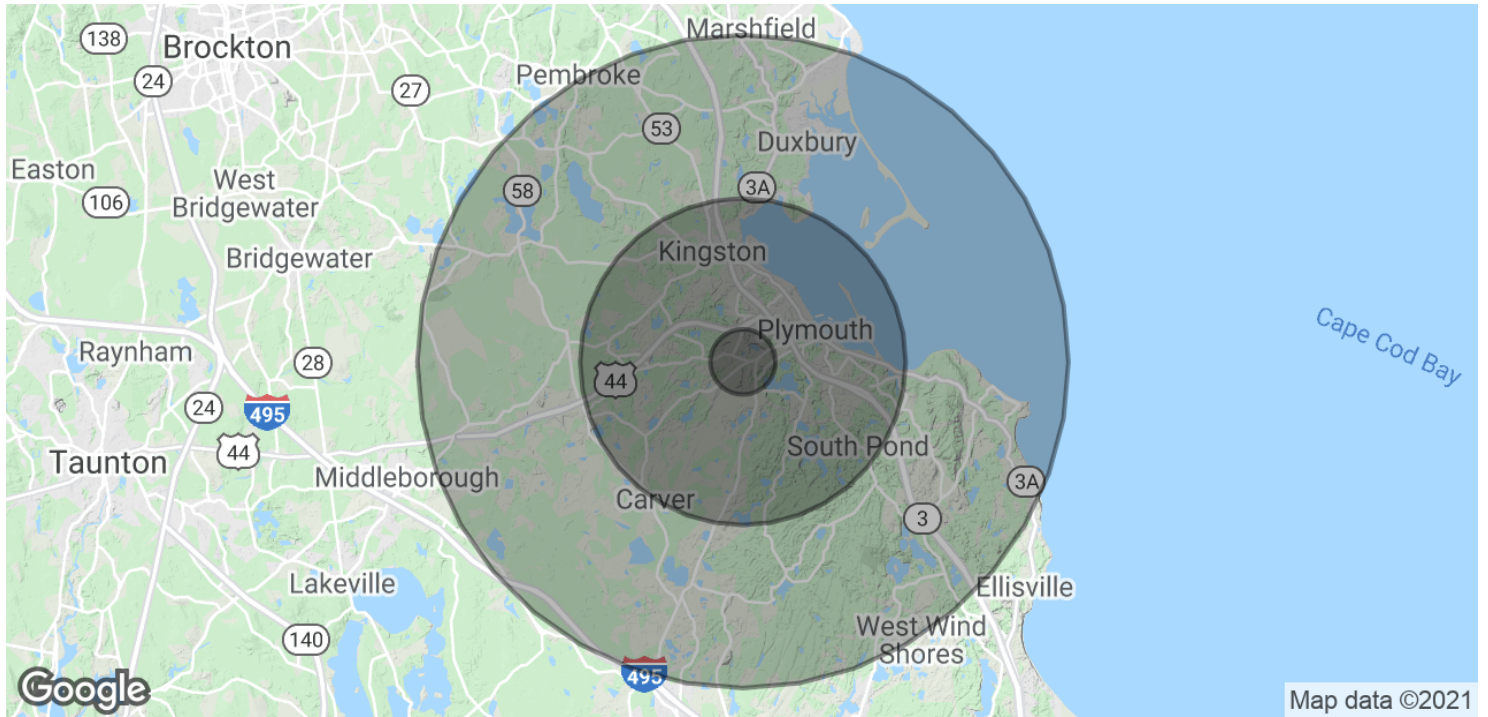 Marshfield
138
Brockton
24
Pembroke
27
53
Duxbury
Easton
58
3A
West
Bridgewater
106
Kingston
Bridgewater
Cape Cod Bay
Plymouth
Raynham
28
44
24
495
44
South Pond
Taunton
Middleborough
3A
Carver
3
Lakeville
Ellisville
West Wind
Shores
140
495
Google
Map data ©2021